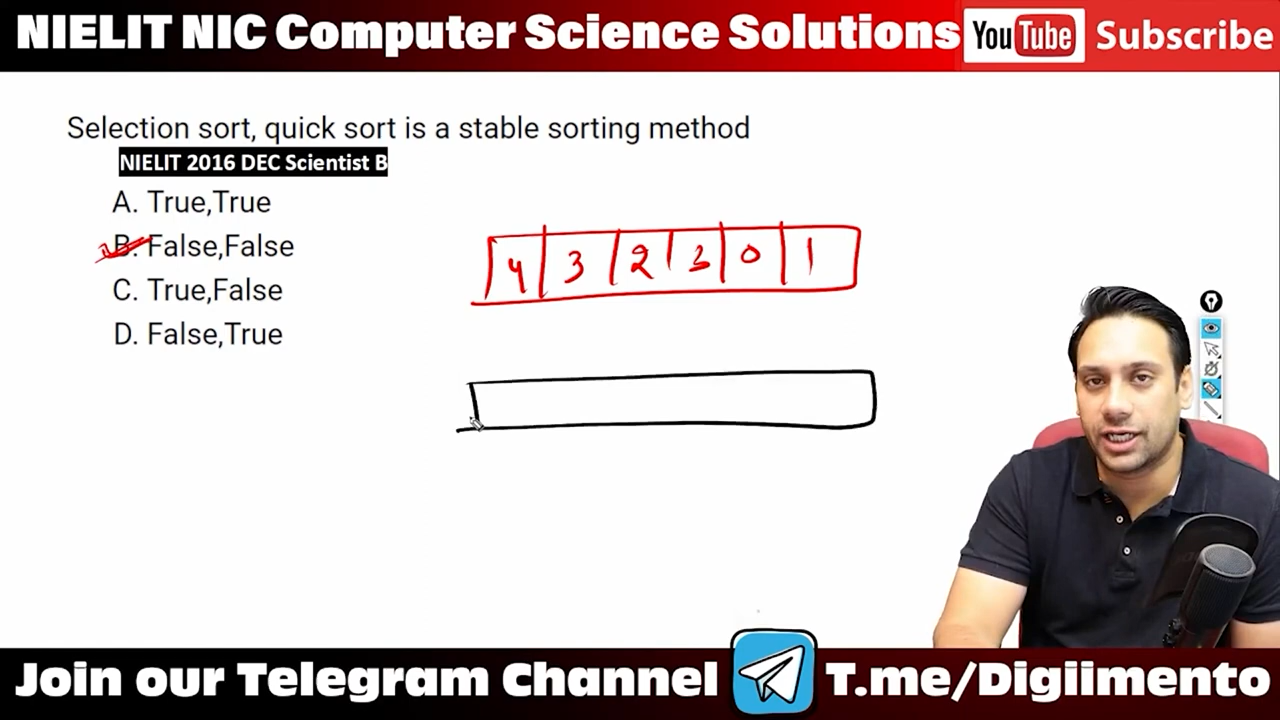 NIELIT NIC Computer Science Solutions
YouTube Subscribe
Selection sort, quick sort is a stable sorting method
NIELIT 2016 DEC Scientist B
A. True,True
B. False,False
C. True,False
D. False,True
4 3 2 3 0 1
Join our Telegram Channel T.me/Digiimento